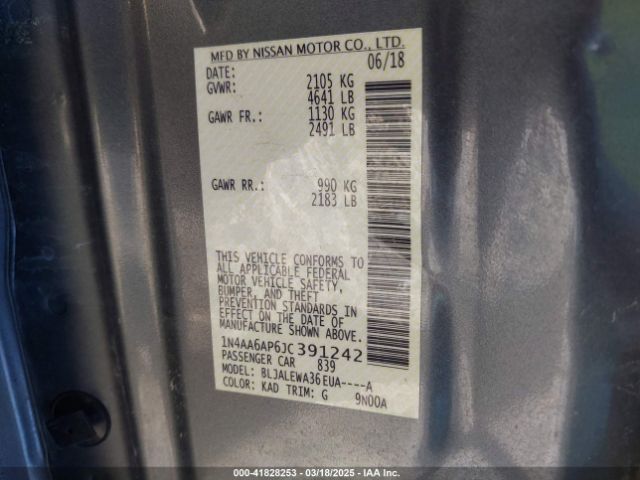 MFD BY NISSAN MOTOR CO., LTD.
DATE: 06/18
GVWR: 2105 KG
4641 LB
GAWR FR.: 1130 KG
2491 LB
GAWR RR.: 990 KG
2183 LB
THIS VEHICLE CONFORMS TO
ALL APPLICABLE FEDERAL
MOTOR VEHICLE SAFETY,
BUMPER, AND THEFT
PREVENTION STANDARDS IN
EFFECT ON THE DATE OF
MANUFACTURE SHOWN ABOVE.
1N4AA6AP6JC391242
PASSENGER CAR 839
MODEL: BLJALEWA36EUA----A
COLOR: KAD TRIM: G 9N00A
000-41828253 — 03/18/2025 — IAA Inc.